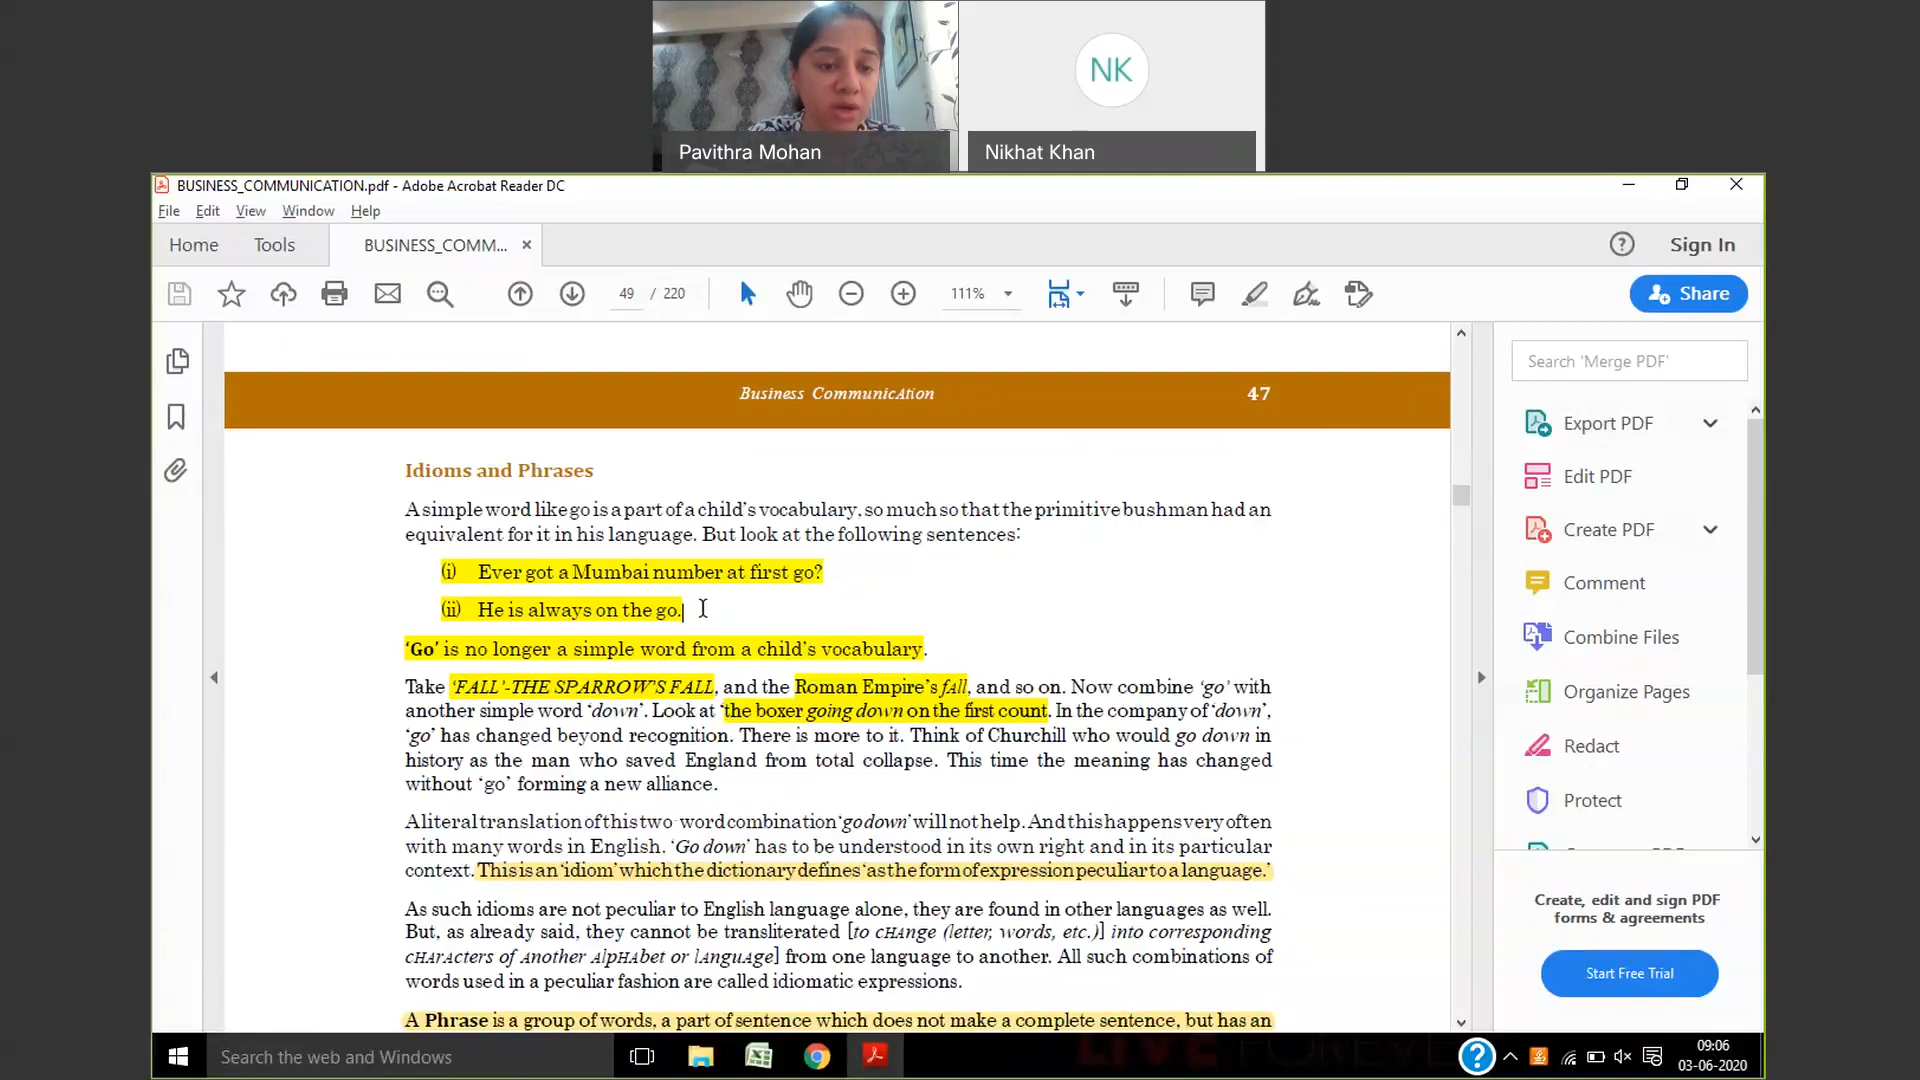 NK
Pavithra Mohan
Nikhat Khan
BUSINESS_COMMUNICATION.pdf - Adobe Acrobat Reader DC
File Edit View Window Help
Home Tools BUSINESS_COMM... × ? Sign In
49 / 220 111% Share
Search 'Merge PDF'
Export PDF
Edit PDF
Create PDF
Comment
Combine Files
Organize Pages
Redact
Protect
Create, edit and sign PDF
forms & agreements
Start Free Trial
Business CommunicAtion 47
Idioms and Phrases
A simple word like go is a part of a child's vocabulary, so much so that the primitive bushman had an
equivalent for it in his language. But look at the following sentences:
(i) Ever got a Mumbai number at first go?
(ii) He is always on the go.
'Go' is no longer a simple word from a child's vocabulary.
Take 'FALL'-THE SPARROW'S FALL, and the Roman Empire's fall, and so on. Now combine 'go' with
another simple word 'down'. Look at 'the boxer going down on the first count. In the company of 'down',
'go' has changed beyond recognition. There is more to it. Think of Churchill who would go down in
history as the man who saved England from total collapse. This time the meaning has changed
without 'go' forming a new alliance.
A literal translation of this two-word combination 'go down' will not help. And this happens very often
with many words in English. 'Go down' has to be understood in its own right and in its particular
context. This is an 'idiom' which the dictionary defines 'as the form of expression peculiar to a language.'
As such idioms are not peculiar to English language alone, they are found in other languages as well.
But, as already said, they cannot be transliterated [to cHAnge (letter, words, etc.)] into corresponding
cHArActers of Another AlpHAbet or lAnguAge] from one language to another. All such combinations of
words used in a peculiar fashion are called idiomatic expressions.
A Phrase is a group of words, a part of sentence which does not make a complete sentence, but has an
Search the web and Windows
09:06
03-06-2020